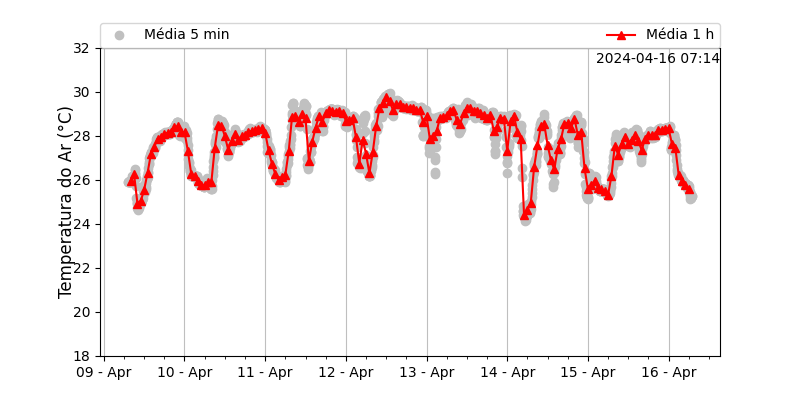 Média 5 min
Média 1 h
2024-04-16 07:14
Temperatura do Ar (°C)
32
30
28
26
24
22
20
18
09 - Apr
10 - Apr
11 - Apr
12 - Apr
13 - Apr
14 - Apr
15 - Apr
16 - Apr